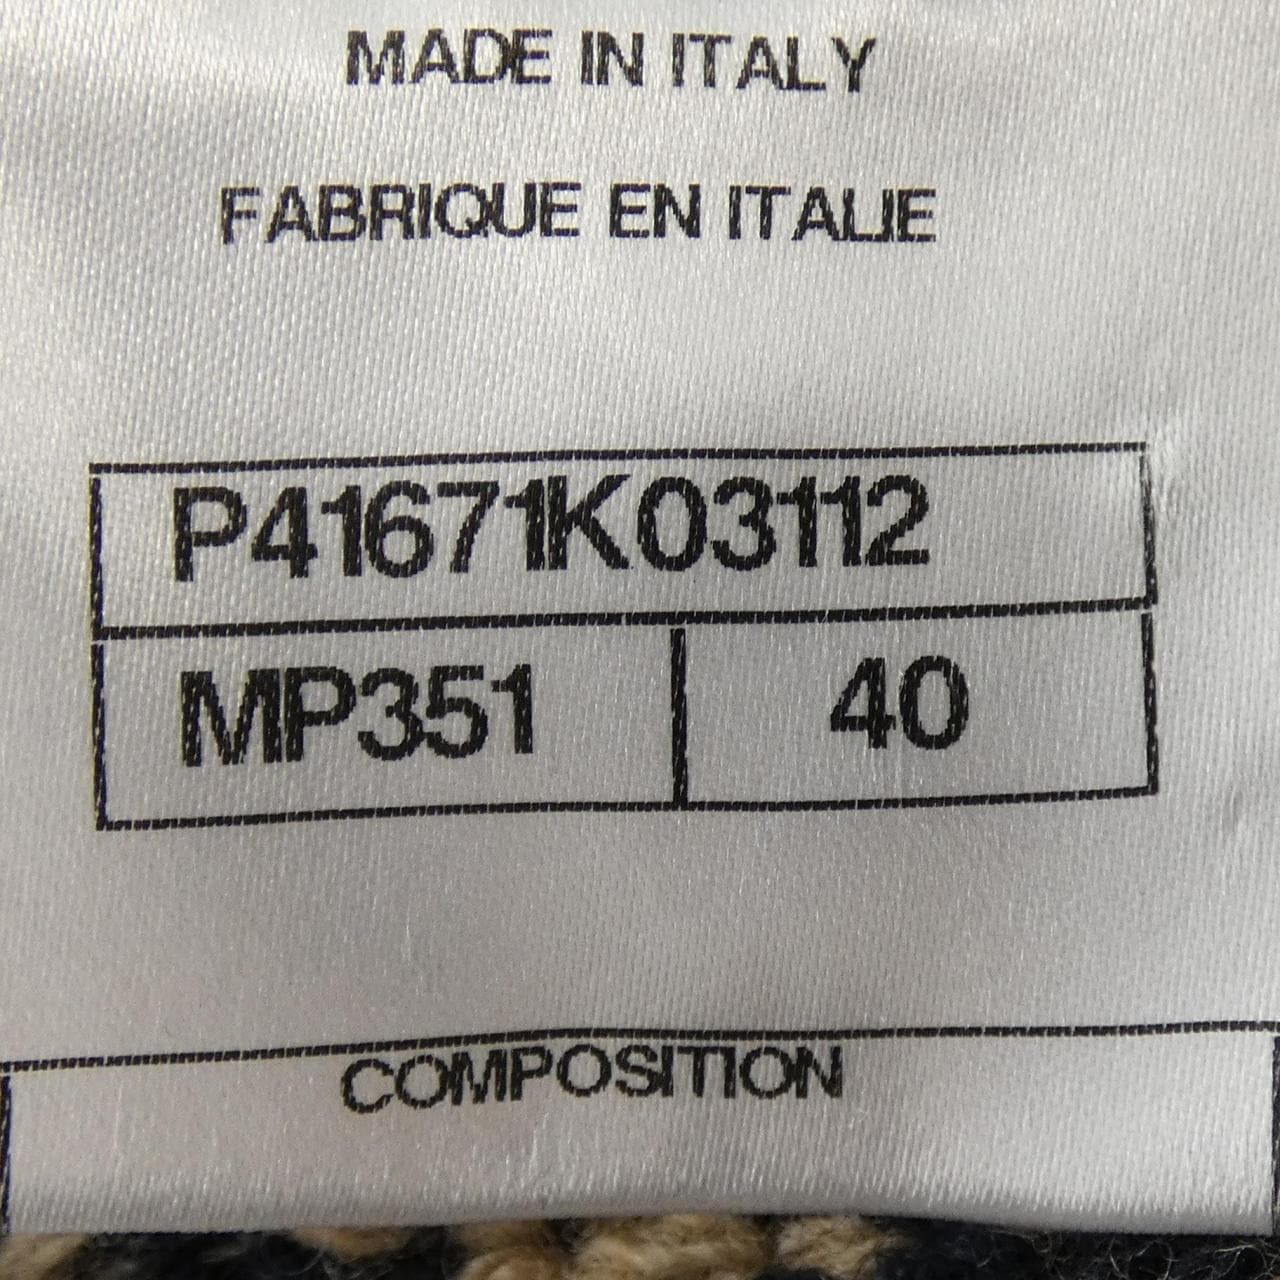 MADE IN ITALY
FABRIQUE EN ITALIE
P41671K03112
MP351 40
COMPOSITION